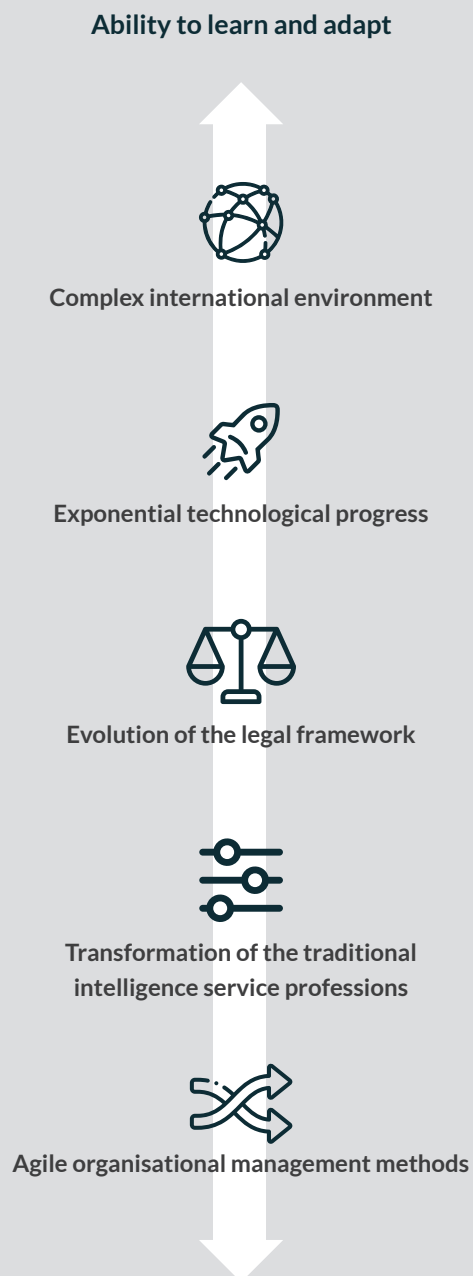 Ability to learn and adapt
Complex international environment
Exponential technological progress
Evolution of the legal framework
Transformation of the traditional
intelligence service professions
Agile organisational management methods